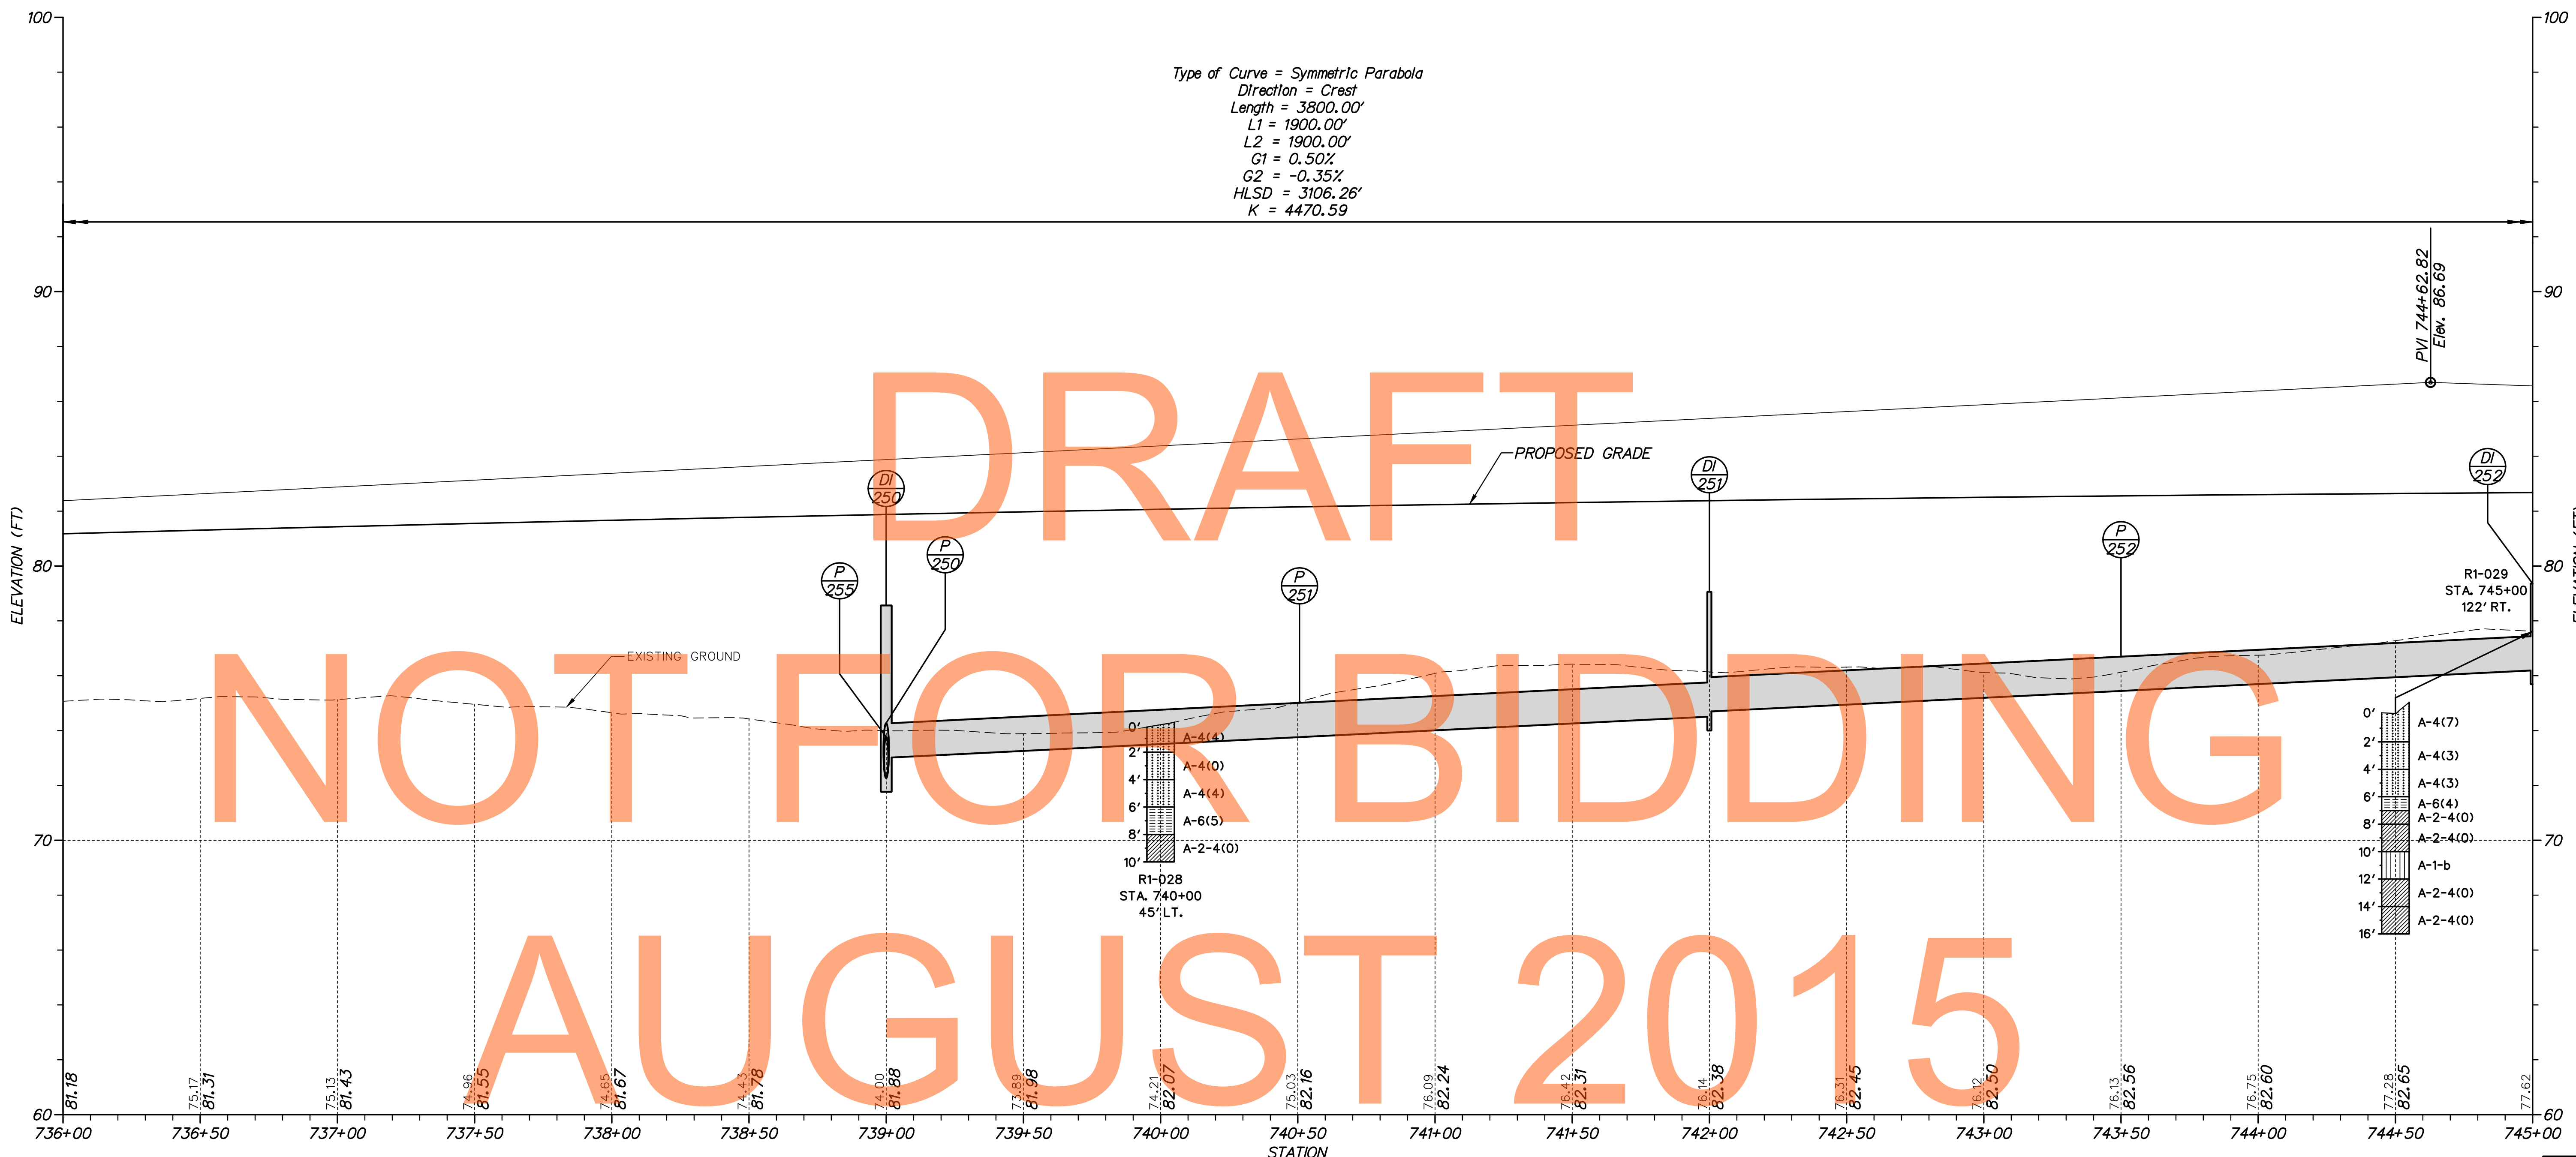 100
100
Type of Curve = Symmetric Parabola
Direction = Crest
Length = 3800.00'
L1 = 1900.00'
L2 = 1900.00'
G1 = 0.50%
G2 = -0.35%
HLSD = 3106.26'
K = 4470.59
PVI 744+62.82
Elev. 86.69
90
90
DRAFT
PROPOSED GRADE
DI
250
DI
251
DI
252
P
255
P
250
P
251
P
252
80
80
ELEVATION (FT)
ELEVATION (FT)
R1-029
STA. 745+00
122' RT.
EXISTING GROUND
NOT FOR BIDDING
0'
2'
4'
6'
8'
10'
A-4(4)
A-4(0)
A-4(4)
A-6(5)
A-2-4(0)
R1-028
STA. 740+00
45' LT.
0'
2'
4'
6'
8'
10'
12'
14'
16'
A-4(7)
A-4(3)
A-4(3)
A-6(4)
A-2-4(0)
A-2-4(0)
A-1-b
A-2-4(0)
A-2-4(0)
70
70
AUGUST 2015
81.18
75.17
81.31
75.13
81.43
74.96
81.55
74.65
81.67
74.43
81.78
74.00
81.88
73.89
81.98
74.21
82.07
75.03
82.16
76.09
82.24
76.42
82.31
76.14
82.38
76.31
82.45
76.12
82.50
76.13
82.56
76.75
82.60
77.28
82.65
77.62
60
60
736+00
736+50
737+00
737+50
738+00
738+50
739+00
739+50
740+00
740+50
741+00
741+50
742+00
742+50
743+00
743+50
744+00
744+50
745+00
STATION